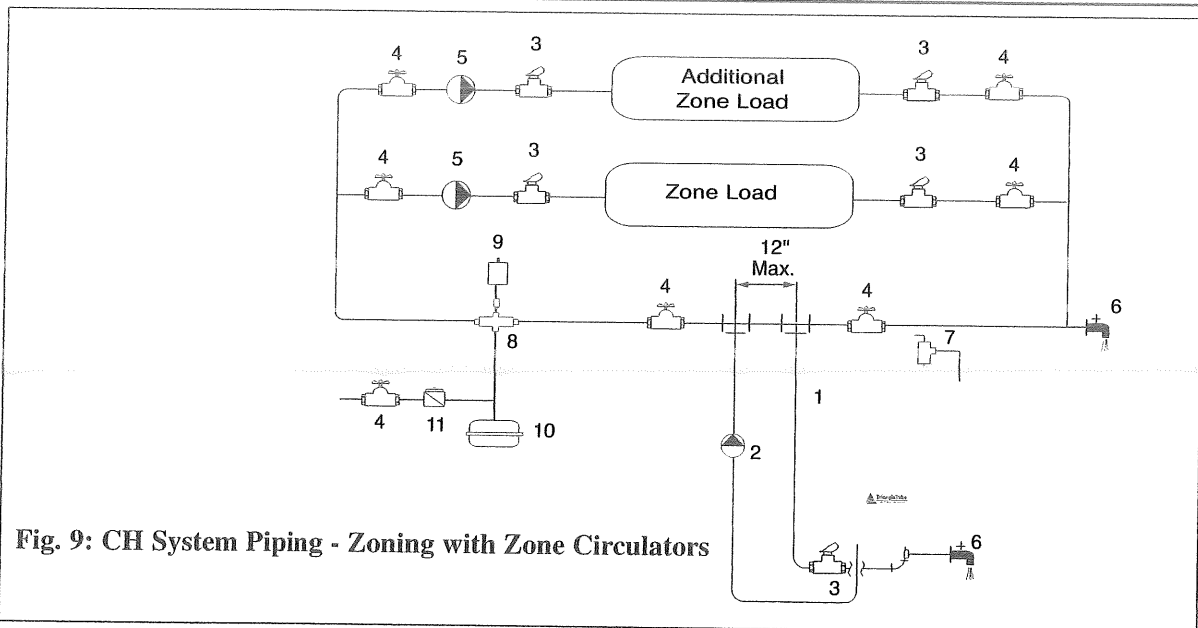 4 5 3 3 4
Additional
Zone Load
4 5 3 3 4
Zone Load
12"
Max.
9
4 4 6
7
8
1
4 11 10
2
TriangleTube
6
3
Fig. 9: CH System Piping - Zoning with Zone Circulators